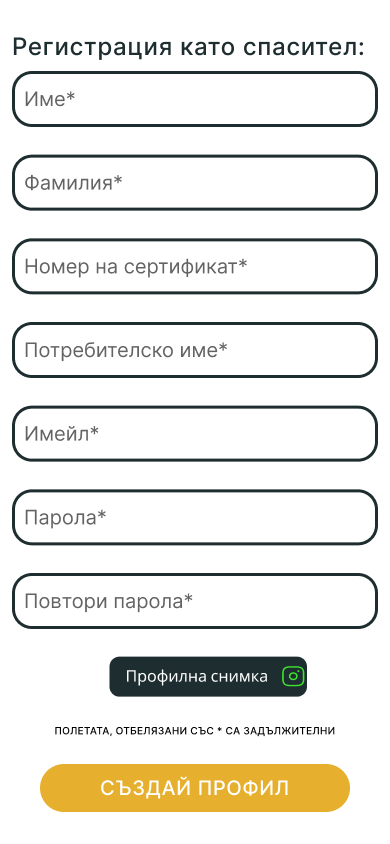 Регистрация като спасител:
Име*
Фамилия*
Номер на сертификат*
Потребителско име*
Имейл*
Парола*
Повтори парола*
Профилна снимка
ПОЛЕТАТА, ОТБЕЛЯЗАНИ СЪС * СА ЗАДЪЛЖИТЕЛНИ
СЪЗДАЙ ПРОФИЛ